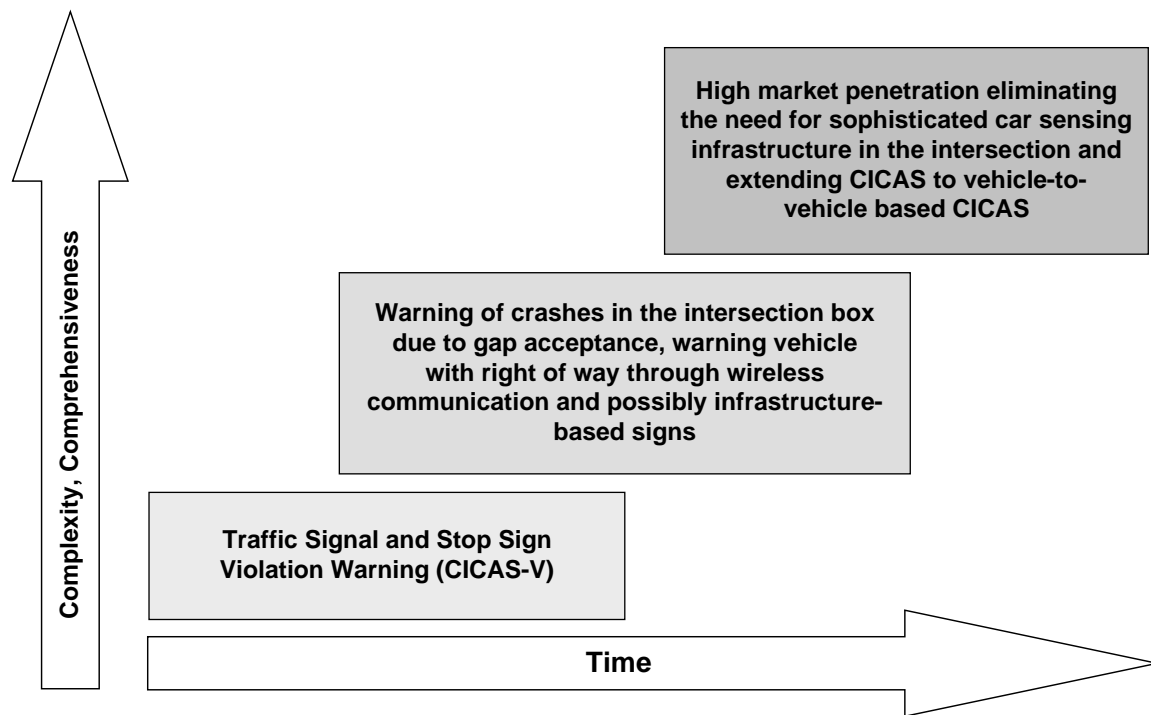 High market penetration eliminating
the need for sophisticated car sensing
infrastructure in the intersection and
extending CICAS to vehicle-to-
vehicle based CICAS
Warning of crashes in the intersection box
due to gap acceptance, warning vehicle
with right of way through wireless
communication and possibly infrastructure-
based signs
Traffic Signal and Stop Sign
Violation Warning (CICAS-V)
Complexity, Comprehensiveness
Time